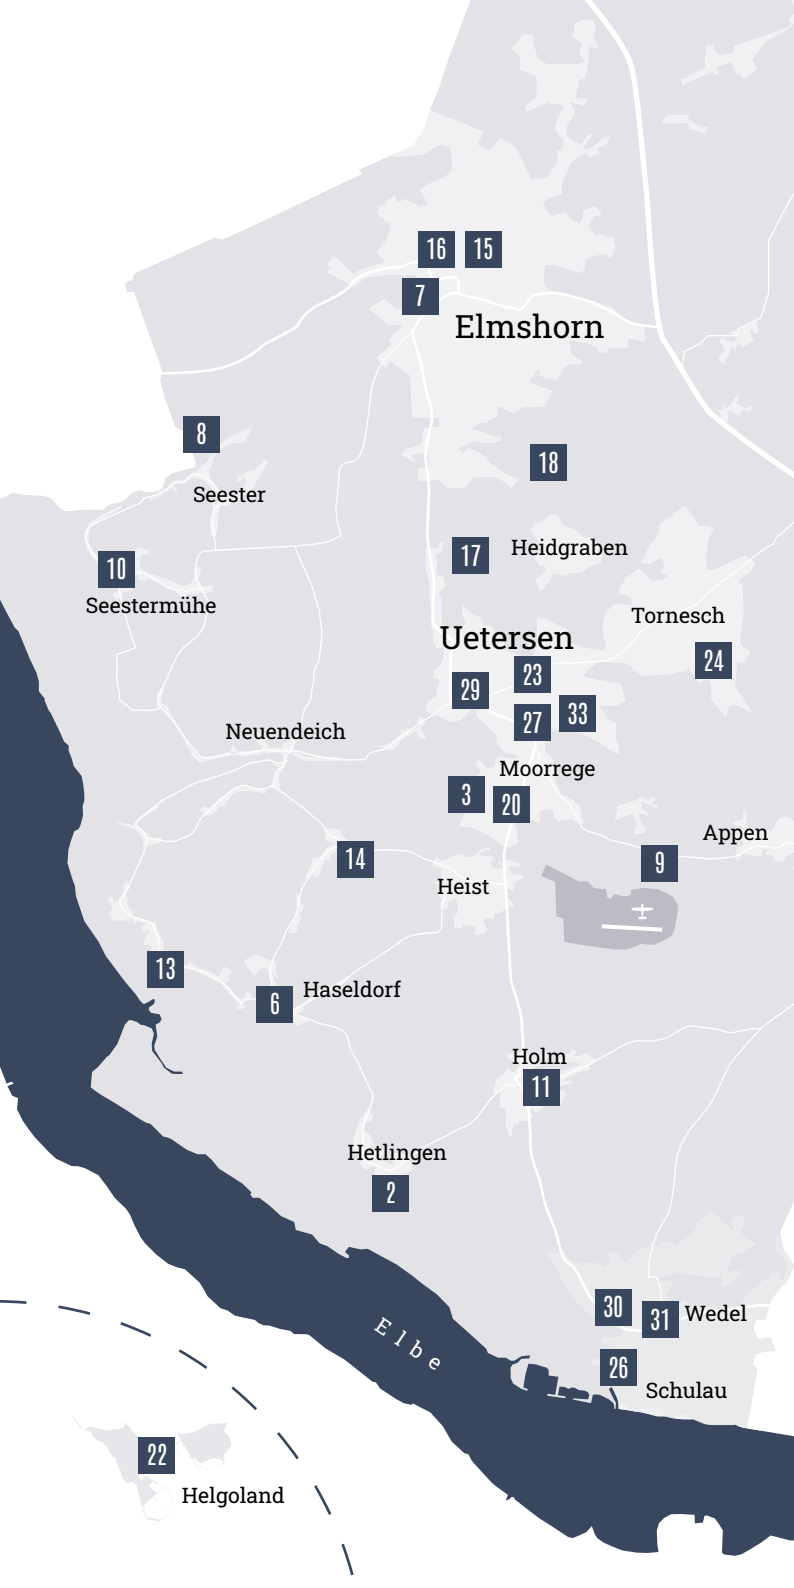 16 15
7
Elmshorn
8
18
Seester
17 Heidgraben
10
Seestermühe
Tornesch
Uetersen
23
24
29
33
27
Neuendeich
Moorrege
3
20
Appen
14
9
Heist
13
Haseldorf
6
Holm
11
Hetlingen
2
30
31 Wedel
Elbe
26
Schulau
22
Helgoland